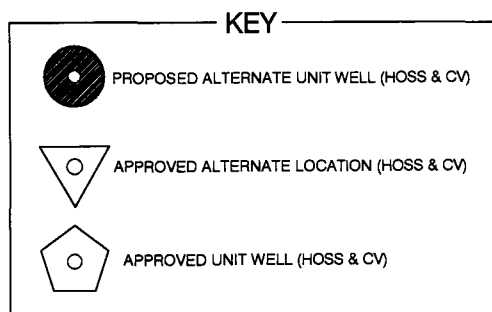 KEY
PROPOSED ALTERNATE UNIT WELL (HOSS & CV)
APPROVED ALTERNATE LOCATION (HOSS & CV)
APPROVED UNIT WELL (HOSS & CV)